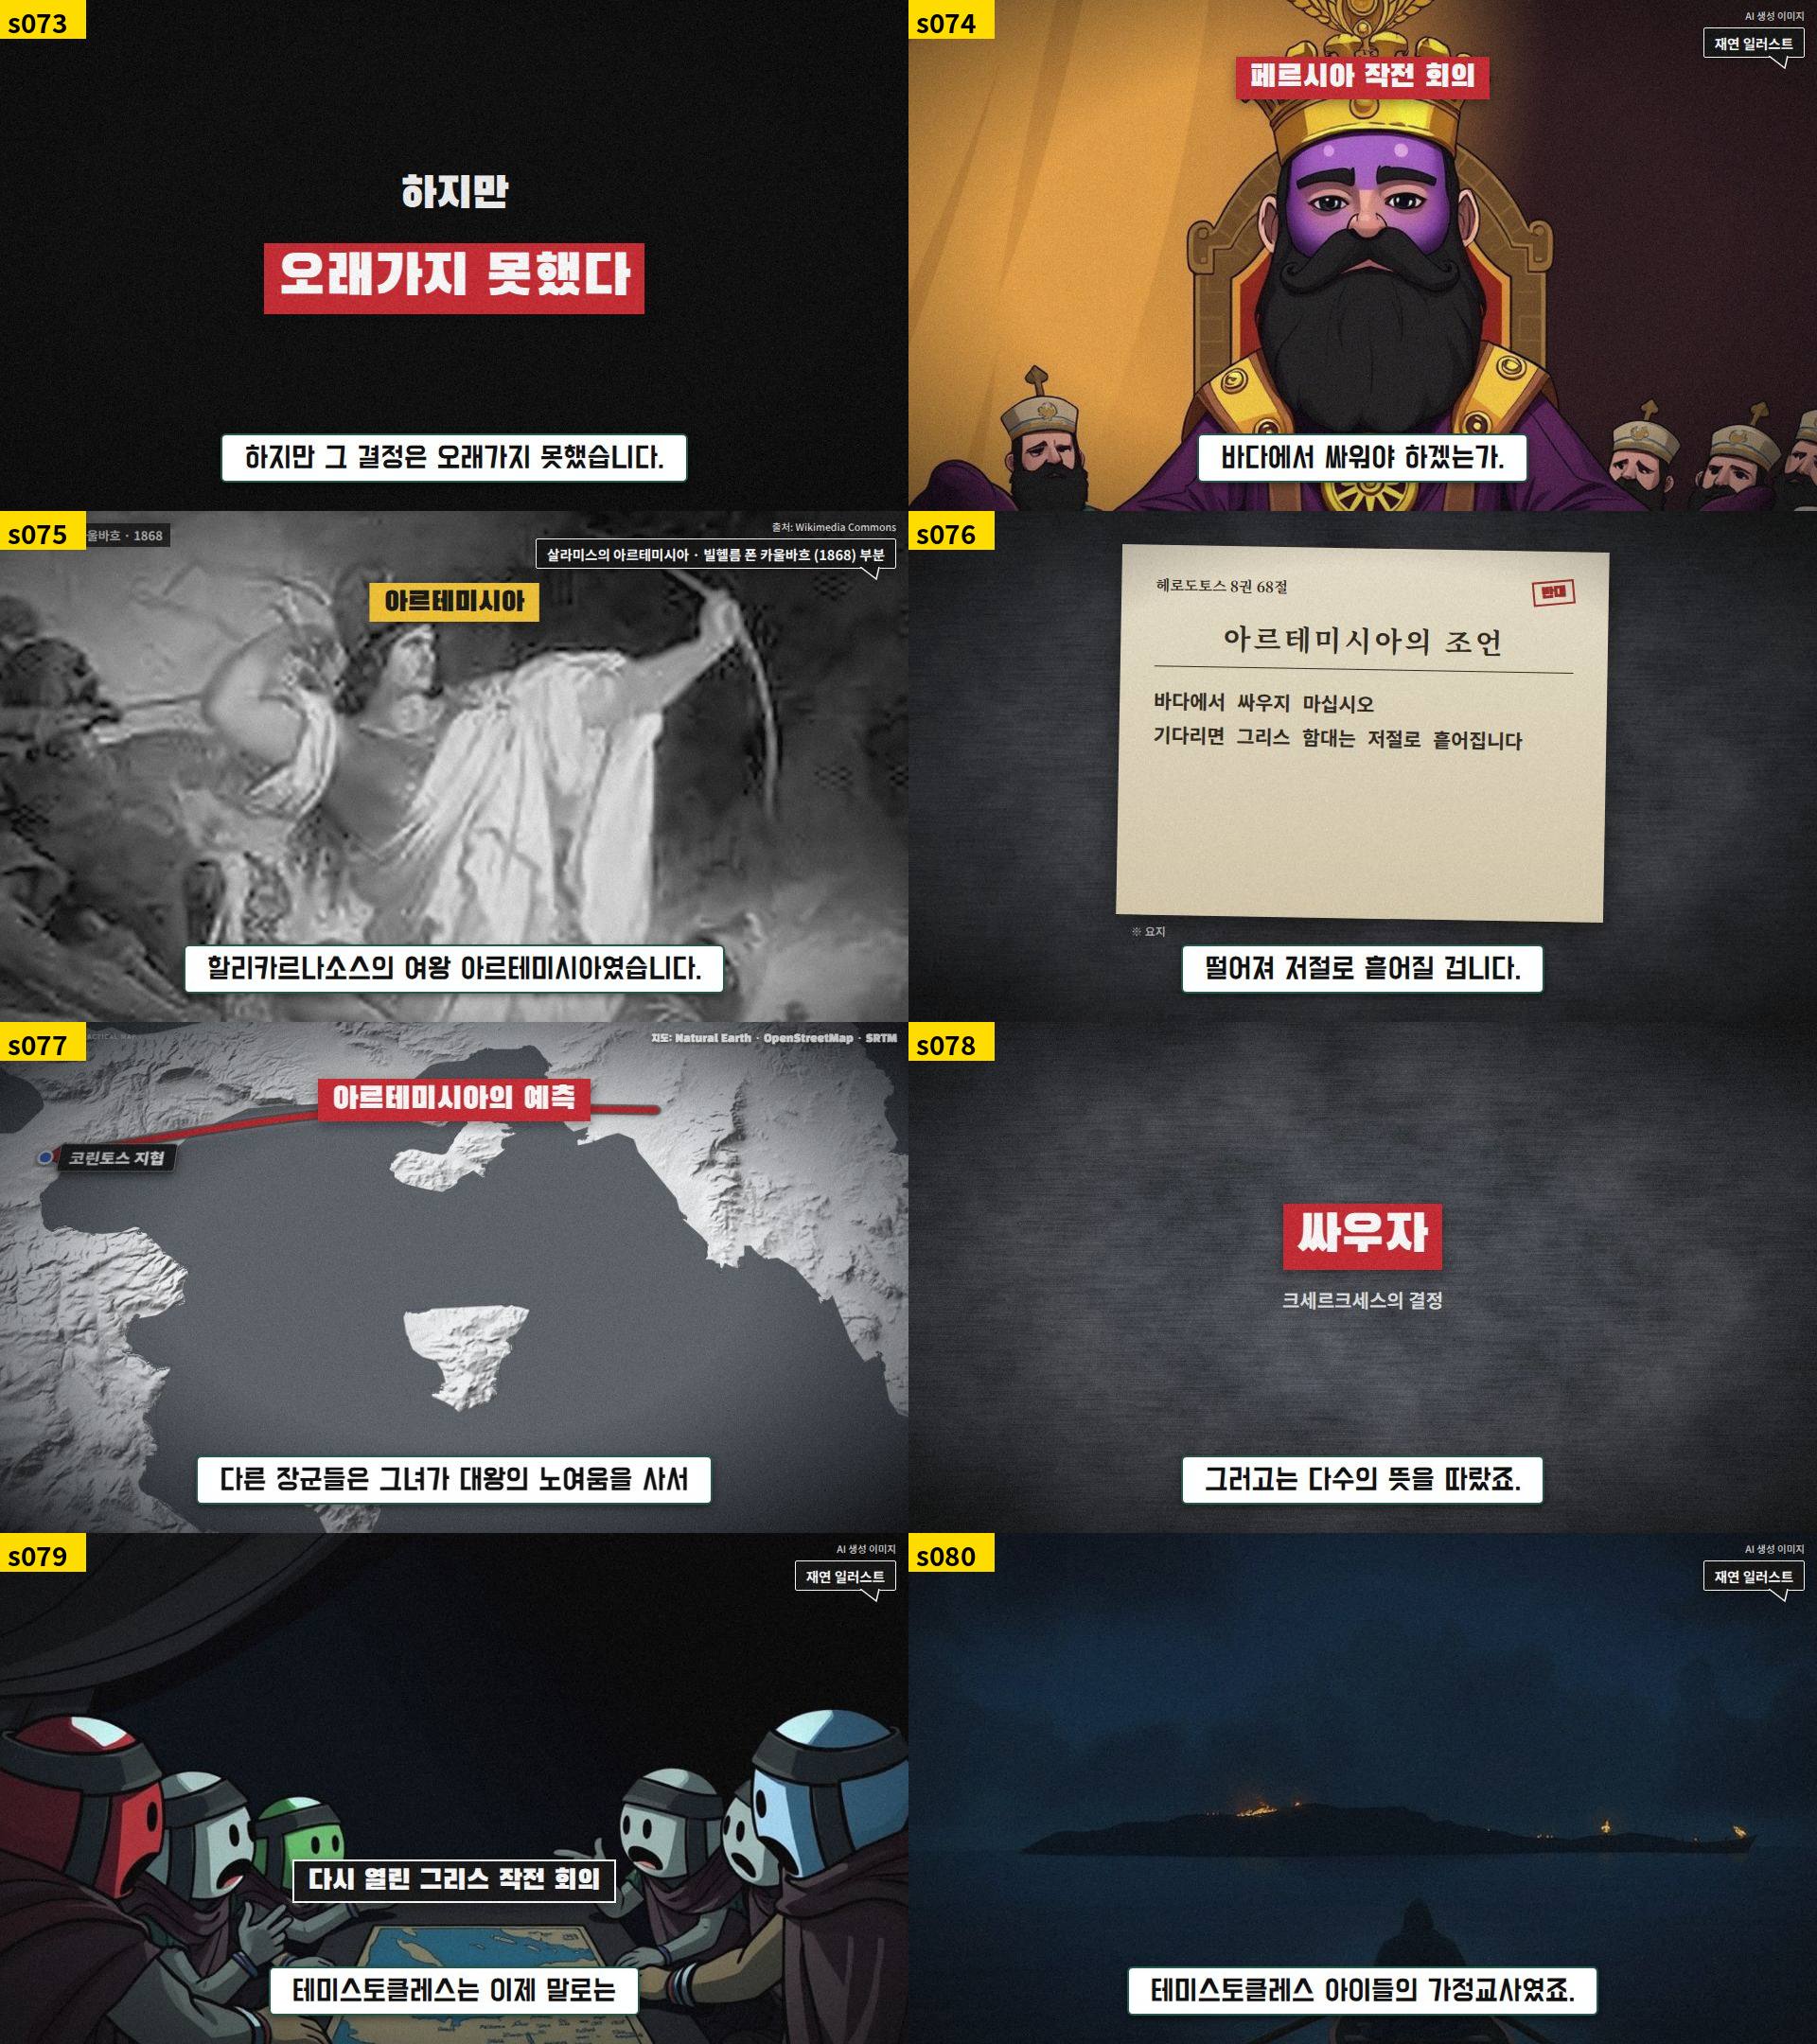 s073
하지만
오래가지 못했다
하지만 그 결정은 오래가지 못했습니다.
s074
AI 생성 이미지
재연 일러스트
페르시아 작전 회의
바다에서 싸워야 하겠는가.
s075
울바흐 · 1868
출처: Wikimedia Commons
살라미스의 아르테미시아 · 빌헬름 폰 카울바흐 (1868) 부분
아르테미시아
할리카르나소스의 여왕 아르테미시아였습니다.
s076
헤로도토스 8권 68절
반대
아르테미시아의 조언
바다에서 싸우지 마십시오
기다리면 그리스 함대는 저절로 흩어집니다
※ 요지
떨어져 저절로 흩어질 겁니다.
s077
지도: Natural Earth · OpenStreetMap · SRTM
아르테미시아의 예측
코린토스 지협
다른 장군들은 그녀가 대왕의 노여움을 사서
s078
싸우자
크세르크세스의 결정
그러고는 다수의 뜻을 따랐죠.
s079
AI 생성 이미지
재연 일러스트
다시 열린 그리스 작전 회의
테미스토클레스는 이제 말로는
s080
AI 생성 이미지
재연 일러스트
테미스토클레스 아이들의 가정교사였죠.